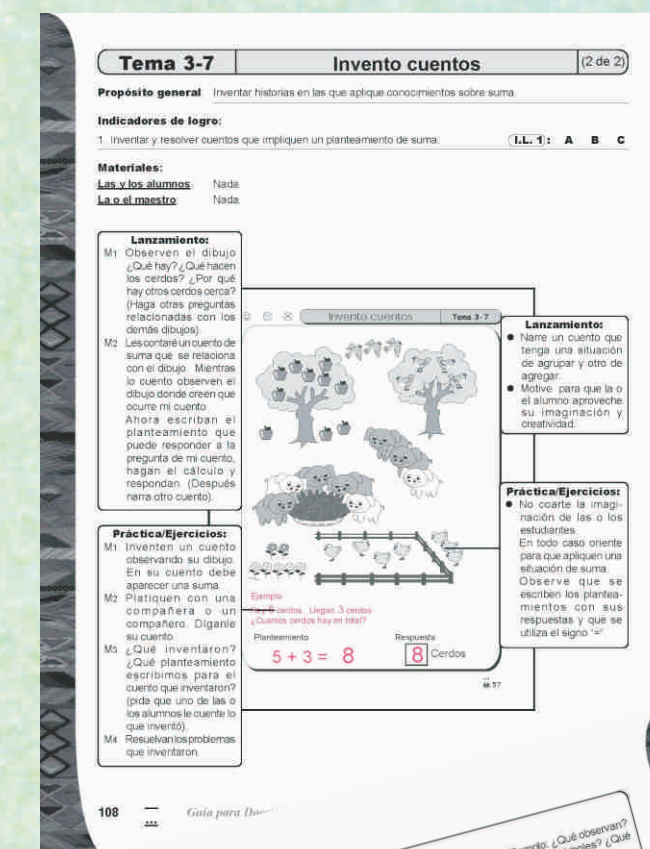 Tema 3-7
Invento cuentos
(2 de 2)
Propósito general Inventar historias en las que aplique conocimientos sobre suma.
Indicadores de logro:
1. Inventar y resolver cuentos que impliquen un planteamiento de suma.
(I.L. 1): A B C
Materiales:
Las y los alumnos: Nada.
La o el maestro: Nada.
Lanzamiento:
M1 Observen el dibujo
¿Qué hay? ¿Qué hacen
los cerdos? ¿Por qué
hay otros cerdos cerca?
(Haga otras preguntas
relacionadas con los
demás dibujos).
M2 Les contaré un cuento de
suma que se relaciona
con el dibujo. Mientras
lo cuento observen el
dibujo donde creen que
ocurre mi cuento.
Ahora escriban el
planteamiento que
puede responder a la
pregunta de mi cuento,
hagan el cálculo y
respondan. (Después
narra otro cuento).
Práctica/Ejercicios:
M1 Inventen un cuento
observando su dibujo.
En su cuento debe
aparecer una suma.
M2 Platiquen con una
compañera o un
compañero. Díganle
su cuento.
M3 ¿Qué inventaron?
¿Qué planteamiento
escribimos para el
cuento que inventaron?
(pida que uno de las o
los alumnos le cuente lo
que inventó).
M4 Resuelvan los problemas
que inventaron.
Invento cuentos
Tema 3-7
Ejemplo
cerdos. Llegan 3 cerdos
¿Cuántos cerdos hay en total?
Planteamiento
Respuesta
5 + 3 = 8
8 Cerdos
57
Lanzamiento:
● Narre un cuento que
tenga una situación
de agrupar y otro de
agregar.
● Motive para que la o
el alumno aproveche
su imaginación y
creatividad.
Práctica/Ejercicios:
● No coarte la imagi-
nación de las o los
estudiantes.
En todo caso oriente
para que apliquen una
situación de suma.
Observe que se
escriben los plantea-
mientos con sus
respuestas y que se
utiliza el signo "="
108
Guía para
¿Qué observan?
¿Qué